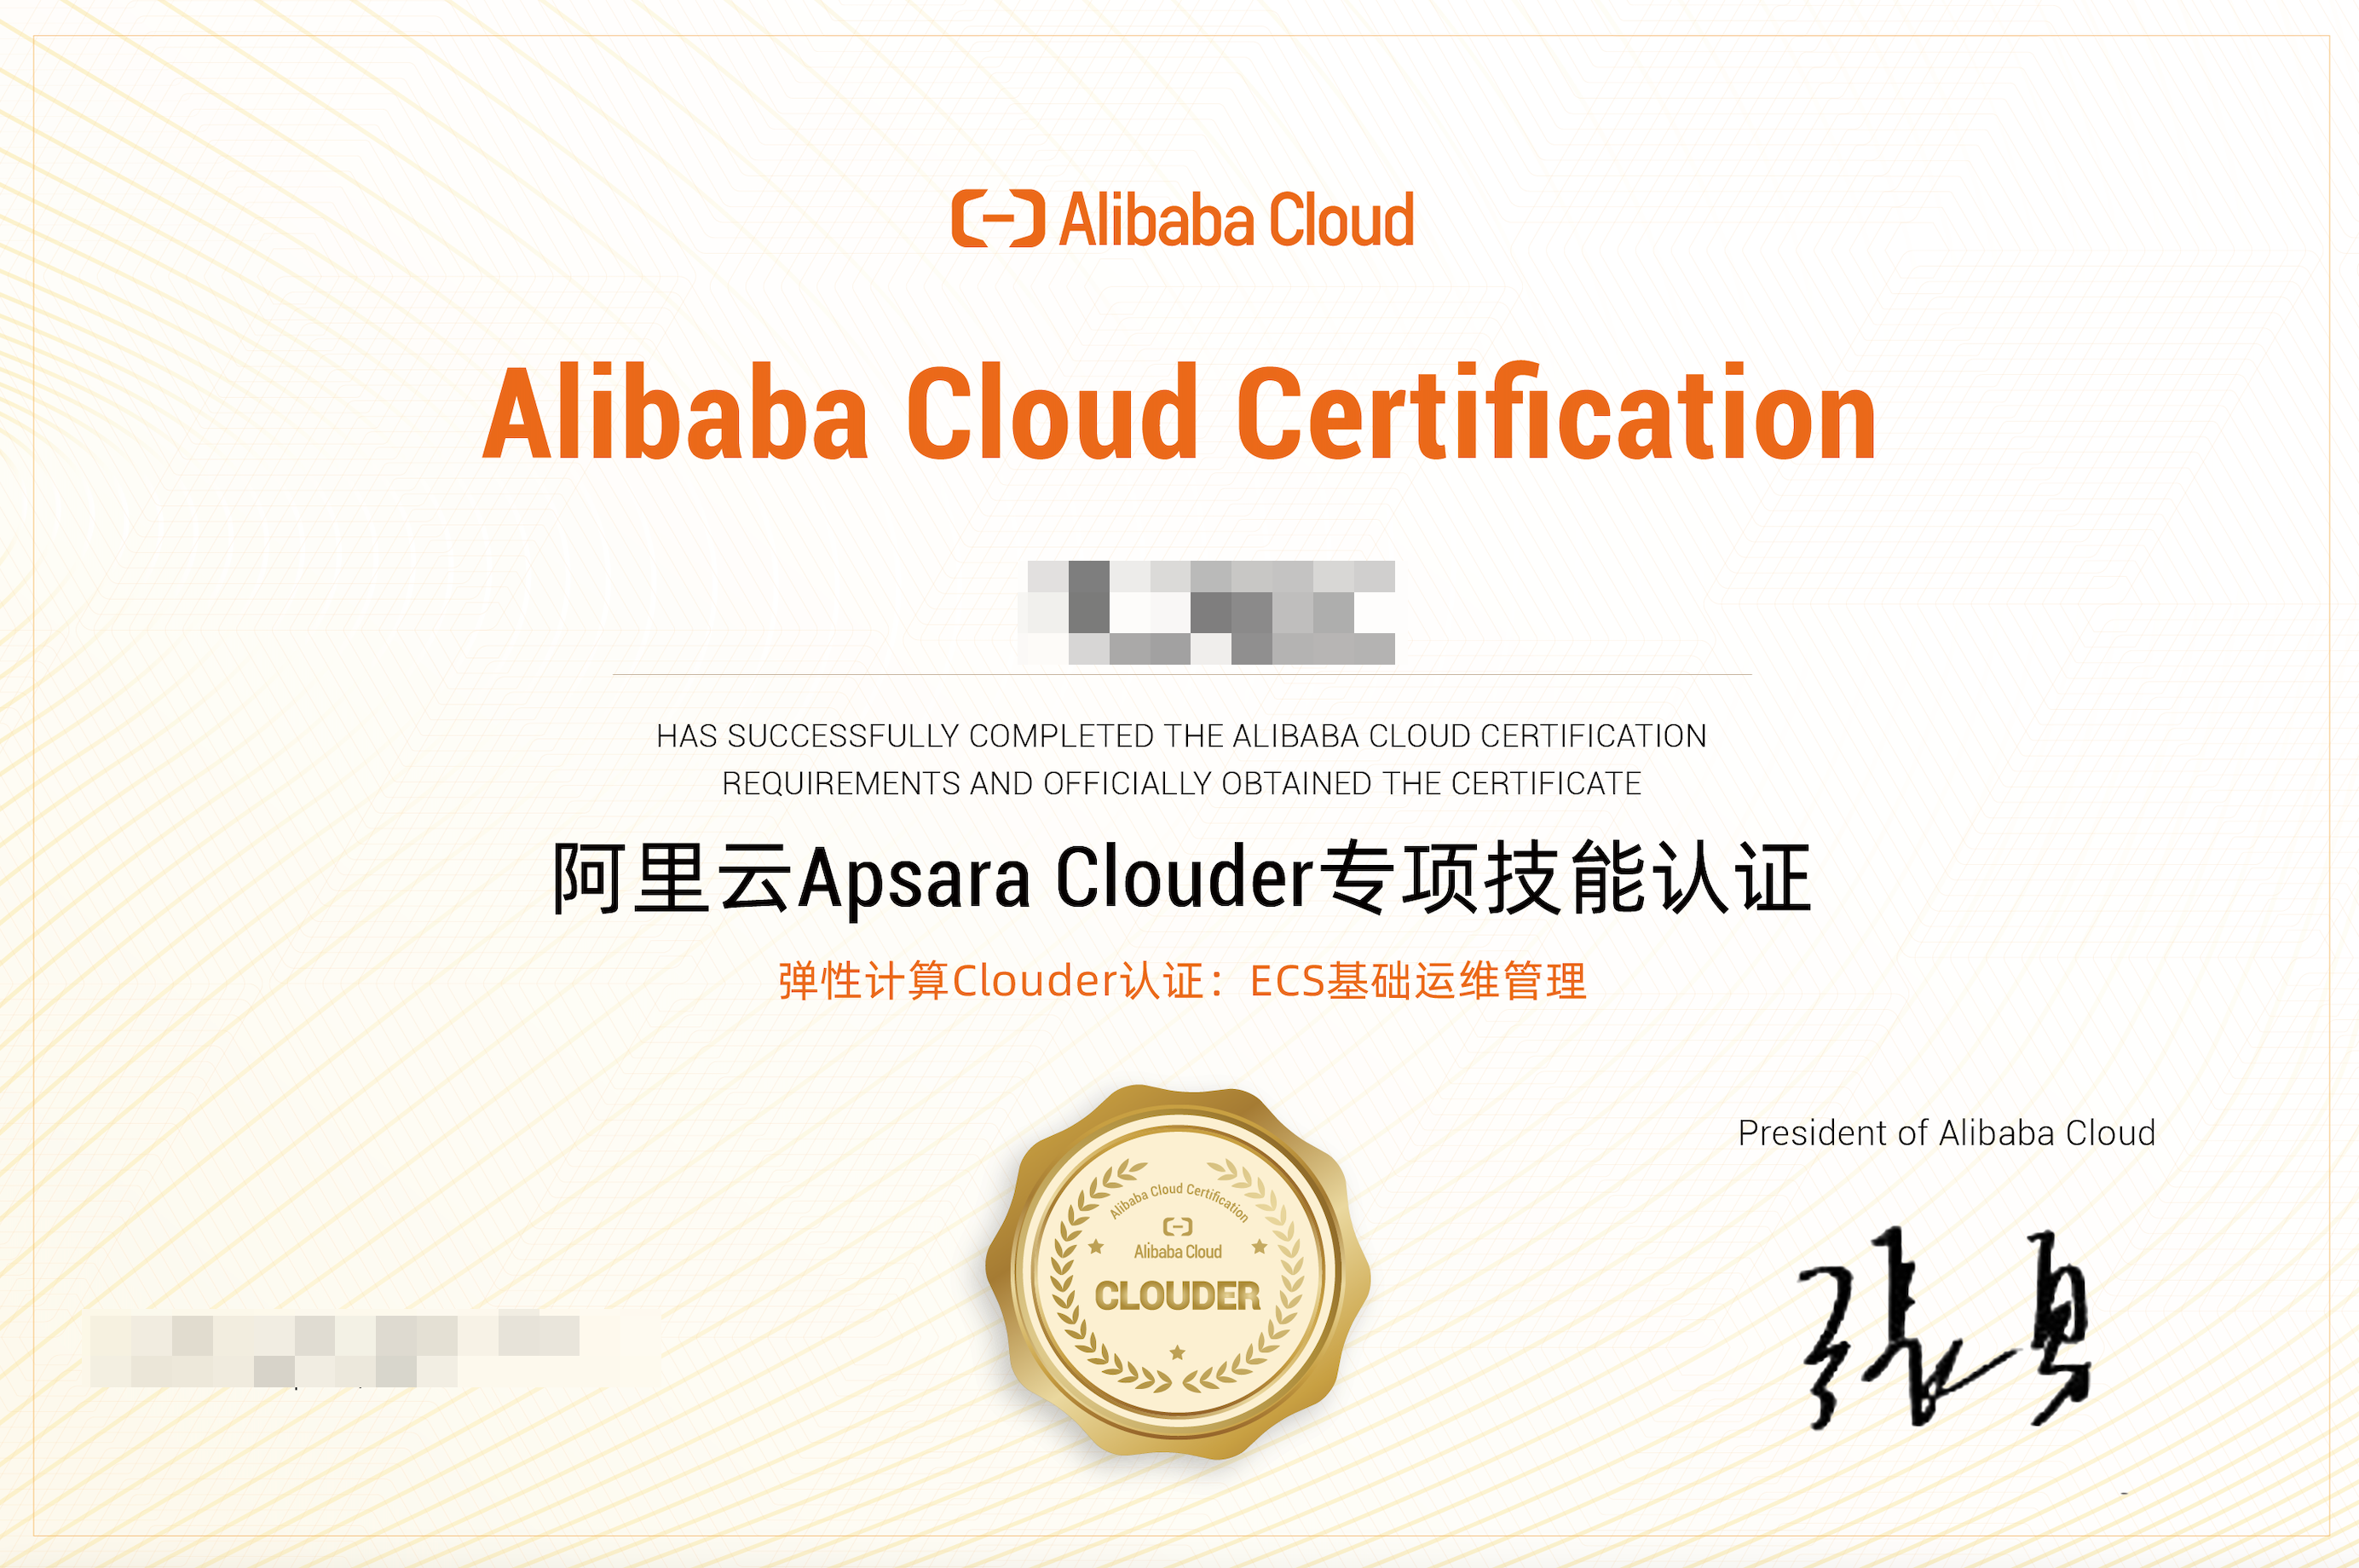 Alibaba Cloud
Alibaba Cloud Certification
HAS SUCCESSFULLY COMPLETED THE ALIBABA CLOUD CERTIFICATION
REQUIREMENTS AND OFFICIALLY OBTAINED THE CERTIFICATE
阿里云Apsara Clouder专项技能认证
弹性计算Clouder认证：ECS基础运维管理
Alibaba Cloud Certification
Alibaba Cloud
CLOUDER
President of Alibaba Cloud
张勇